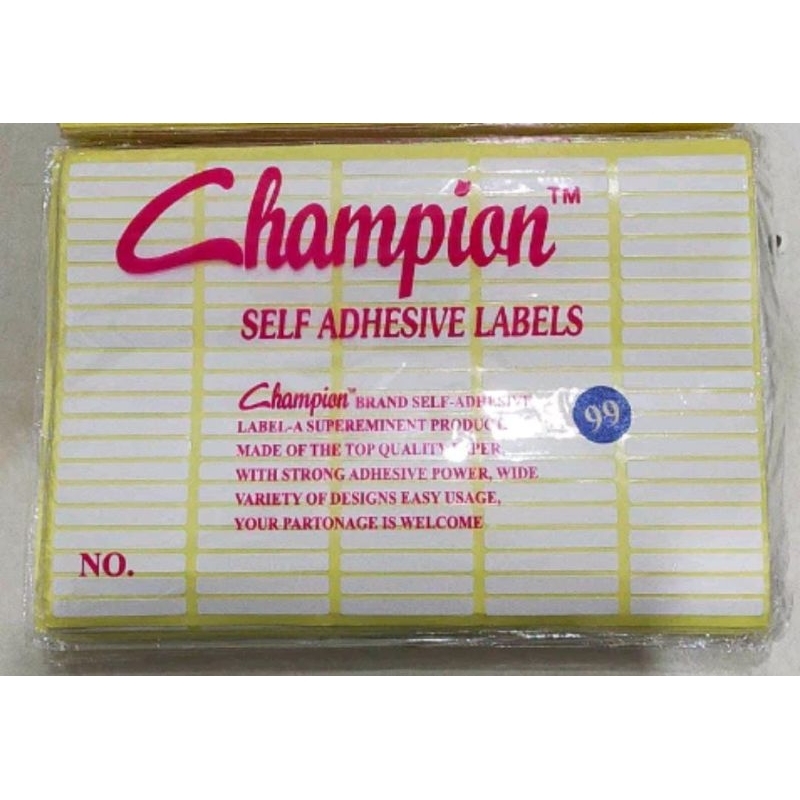 Champion™
SELF ADHESIVE LABELS
Champion™ BRAND SELF-ADHESIVE
LABEL-A SUPEREMINENT PRODUCT,
MADE OF THE TOP QUALITY PAPER,
WITH STRONG ADHESIVE POWER, WIDE
VARIETY OF DESIGNS EASY USAGE,
YOUR PARTONAGE IS WELCOME
99
NO.